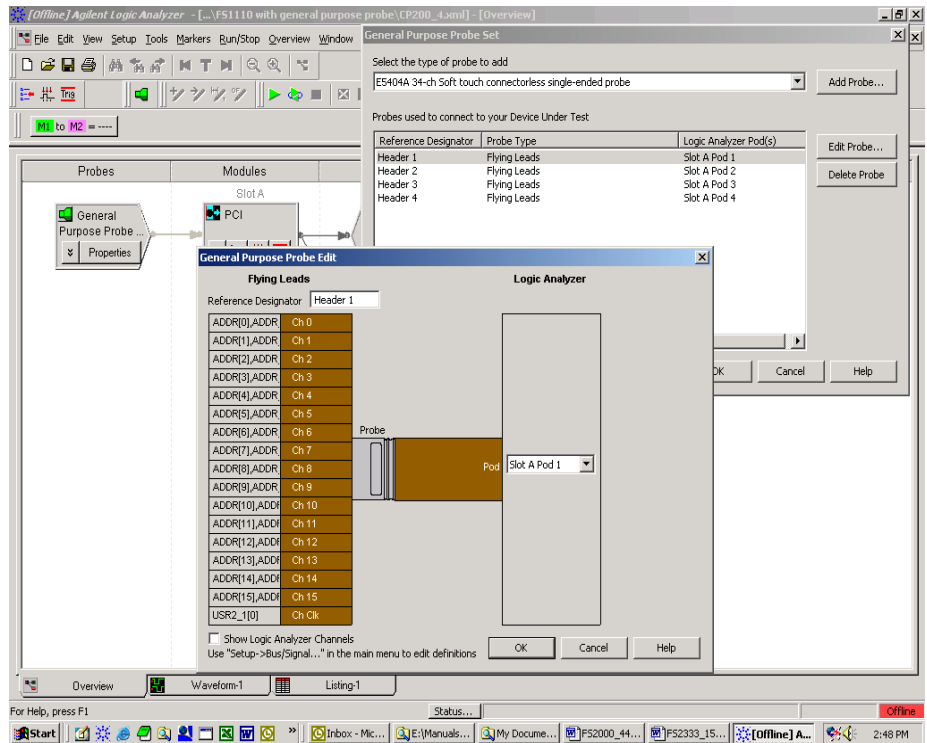 [Offline] Agilent Logic Analyzer - [...\FS1110 with general purpose probe\CP200_4.xml] - [Overview]
File Edit View Setup Tools Markers Run/Stop Overview Window
M1 to M2 = ----
Probes Modules
Slot A
General Purpose Probe ...
Properties
PCI
General Purpose Probe Set
Select the type of probe to add
E5404A 34-ch Soft touch connectorless single-ended probe
Add Probe...
Probes used to connect to your Device Under Test
Reference Designator Probe Type Logic Analyzer Pod(s)
Header 1 Flying Leads Slot A Pod 1
Header 2 Flying Leads Slot A Pod 2
Header 3 Flying Leads Slot A Pod 3
Header 4 Flying Leads Slot A Pod 4
Edit Probe...
Delete Probe
OK Cancel Help
General Purpose Probe Edit
Flying Leads Logic Analyzer
Reference Designator Header 1
ADDR[0],ADDR Ch 0
ADDR[1],ADDR Ch 1
ADDR[2],ADDR Ch 2
ADDR[3],ADDR Ch 3
ADDR[4],ADDR Ch 4
ADDR[5],ADDR Ch 5
ADDR[6],ADDR Ch 6
ADDR[7],ADDR Ch 7
ADDR[8],ADDR Ch 8
ADDR[9],ADDR Ch 9
ADDR[10],ADDR Ch 10
ADDR[11],ADDR Ch 11
ADDR[12],ADDR Ch 12
ADDR[13],ADDR Ch 13
ADDR[14],ADDR Ch 14
ADDR[15],ADDR Ch 15
USR2_1[0] Ch Clk
Probe
Pod Slot A Pod 1
Show Logic Analyzer Channels
Use "Setup->Bus/Signal..." in the main menu to edit definitions
OK Cancel Help
Overview Waveform-1 Listing-1
For Help, press F1 Status... Offline
Start Inbox - Mic... E:\Manuals... My Docume... FS2000_44... FS2333_15... [Offline] A... 2:48 PM